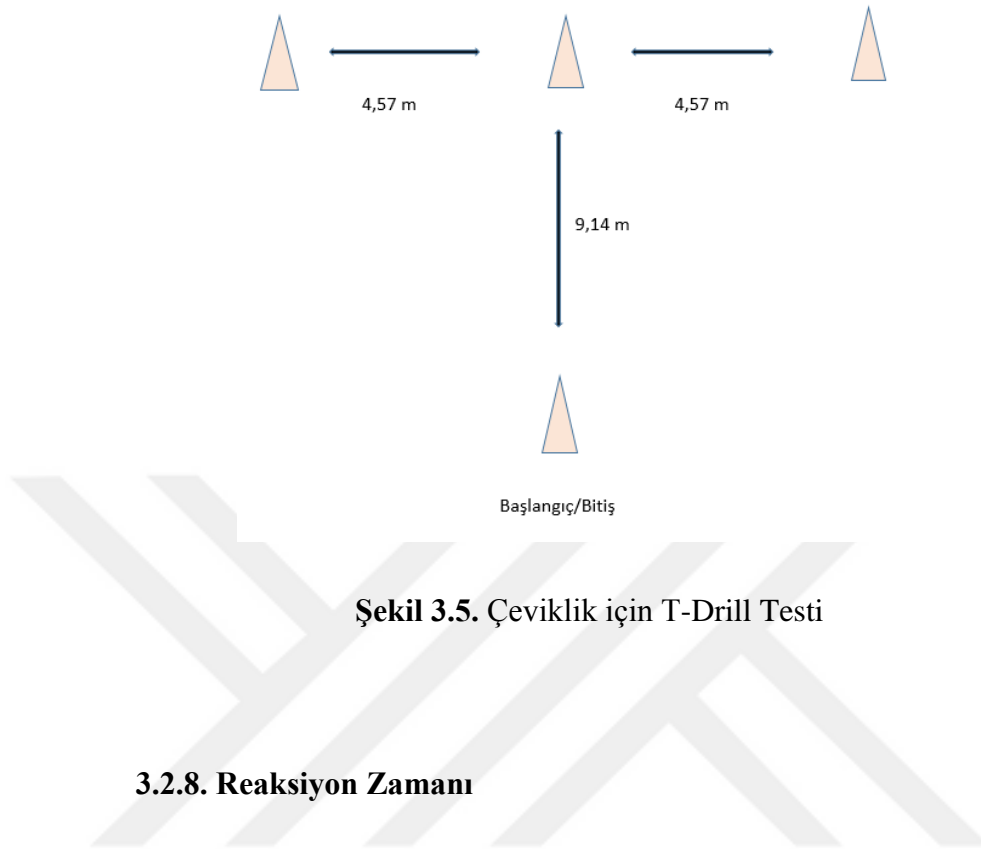 4,57 m
4,57 m
9,14 m
Başlangıç/Bitiş
Şekil 3.5. Çeviklik için T-Drill Testi
3.2.8. Reaksiyon Zamanı